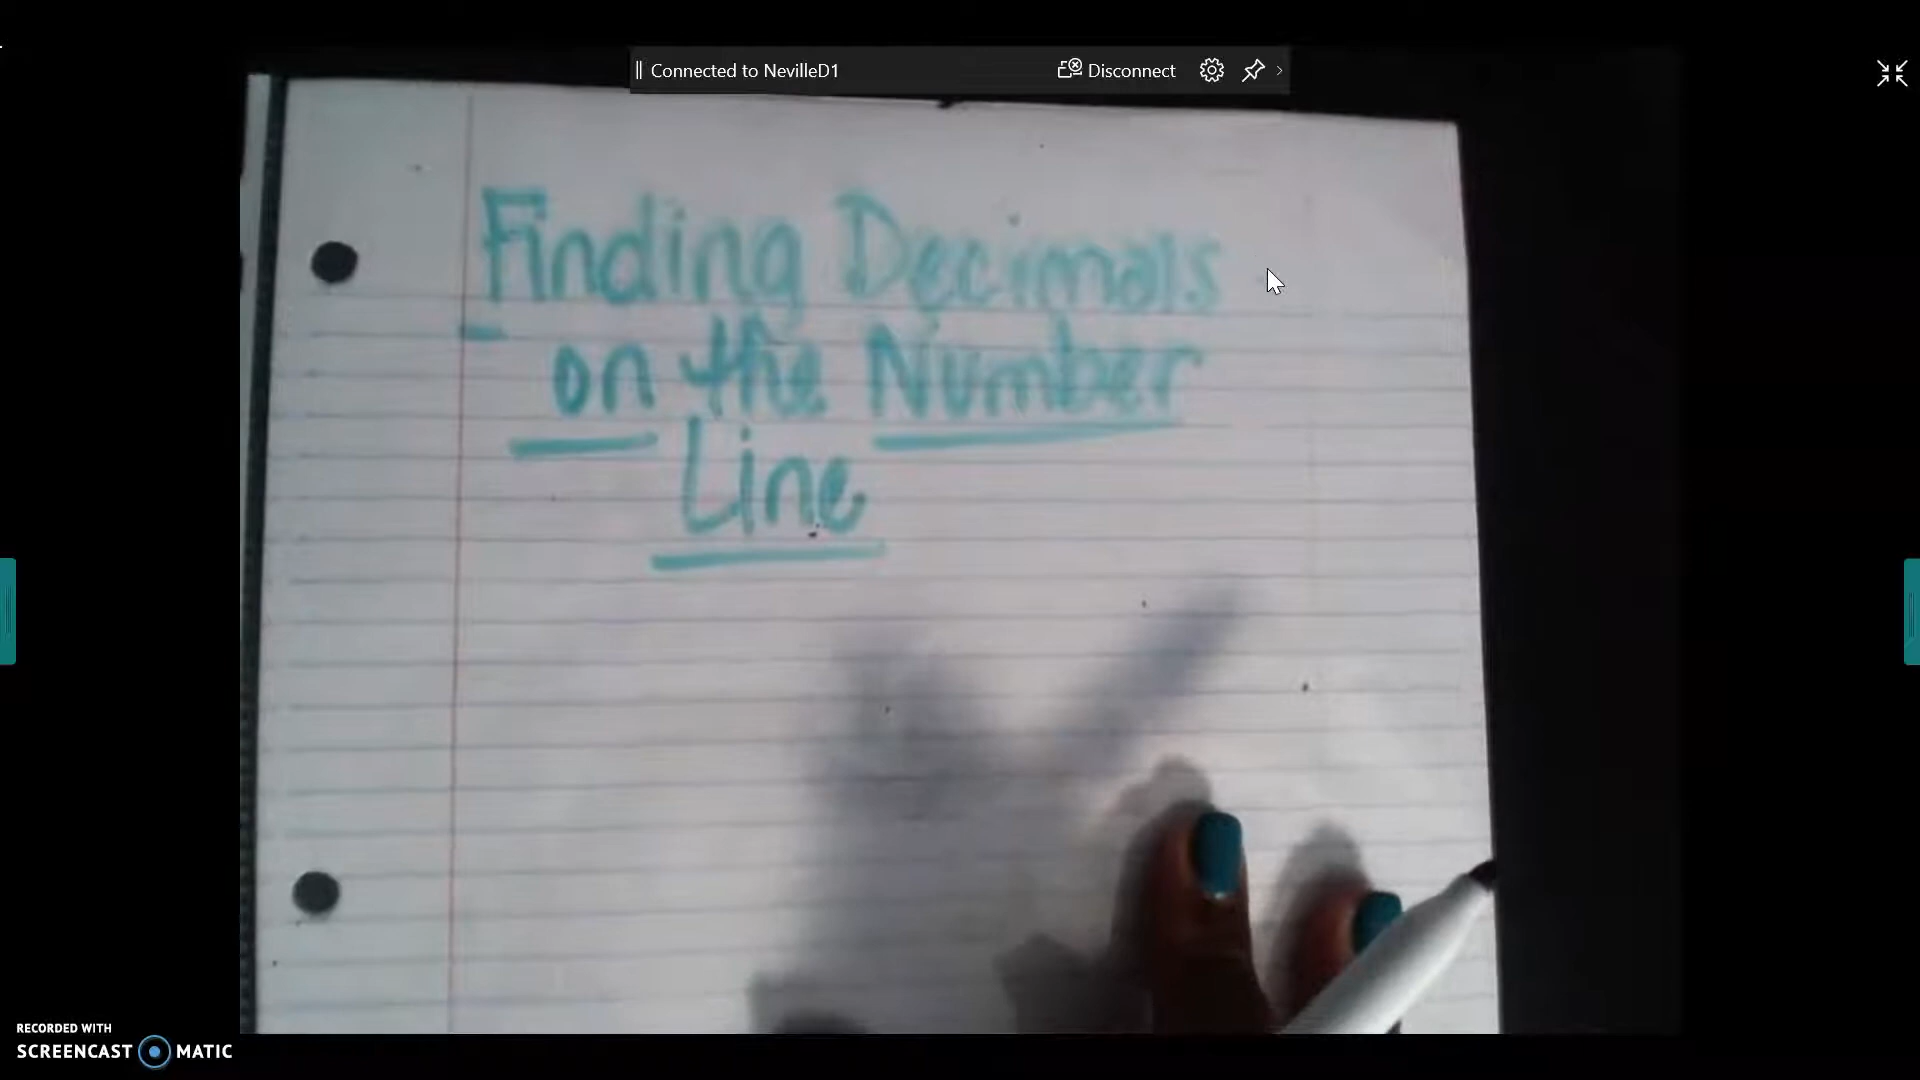 Connected to NevilleD1 Disconnect
Finding Decimals
on the Number
Line
RECORDED WITH
SCREENCAST MATIC